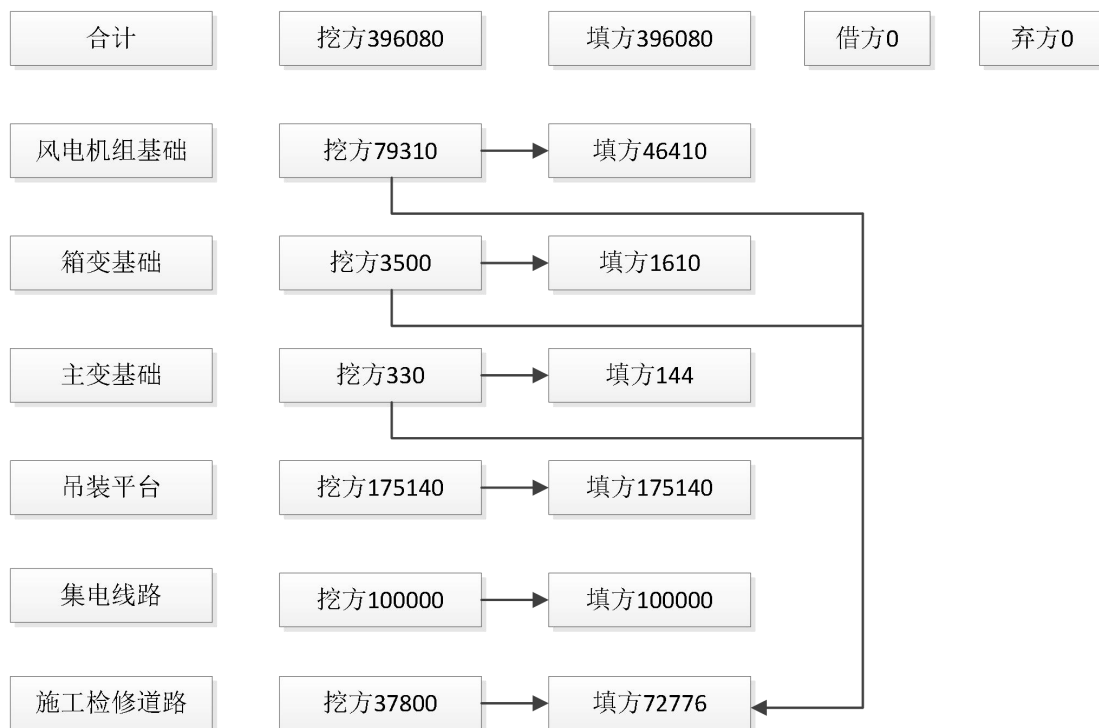 合计 挖方396080 填方396080 借方0 弃方0
风电机组基础 挖方79310 填方46410
箱变基础 挖方3500 填方1610
主变基础 挖方330 填方144
吊装平台 挖方175140 填方175140
集电线路 挖方100000 填方100000
施工检修道路 挖方37800 填方72776